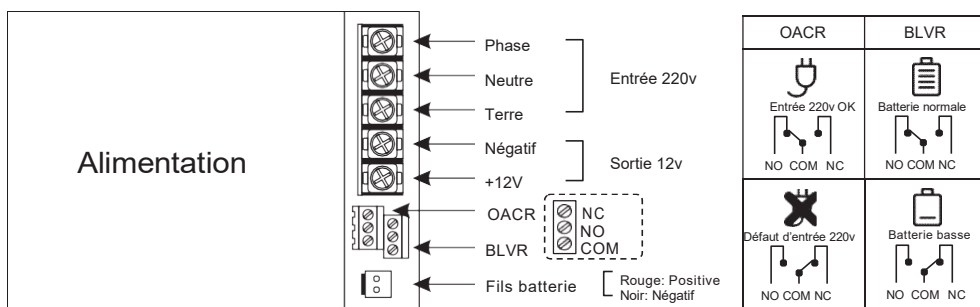 Alimentation
Phase
Neutre
Terre
Entrée 220v
Négatif
+12V
Sortie 12v
OACR
BLVR
NC
NO
COM
Fils batterie
Rouge: Positive
Noir: Négatif
OACR
BLVR
Entrée 220v OK
Batterie normale
NO COM NC
NO COM NC
Défaut d'entrée 220v
Batterie basse
NO COM NC
NO COM NC